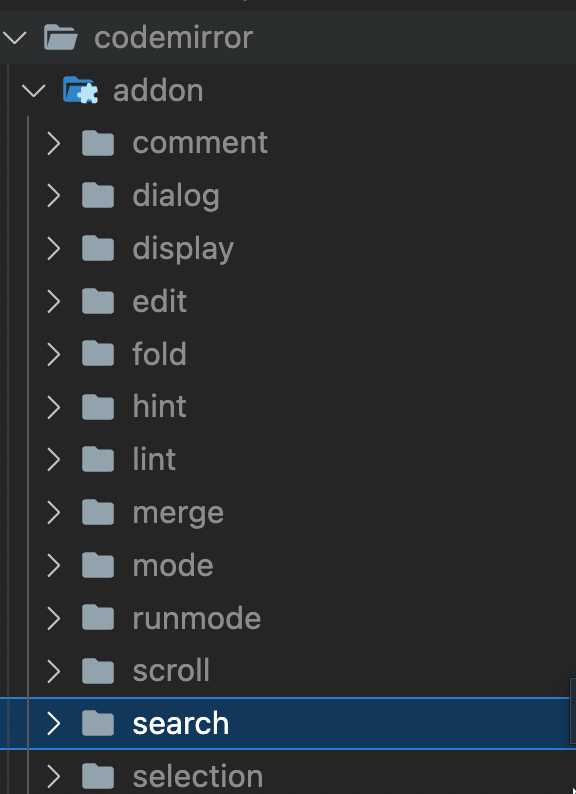 codemirror
addon
comment
dialog
display
edit
fold
hint
lint
merge
mode
runmode
scroll
search
selection